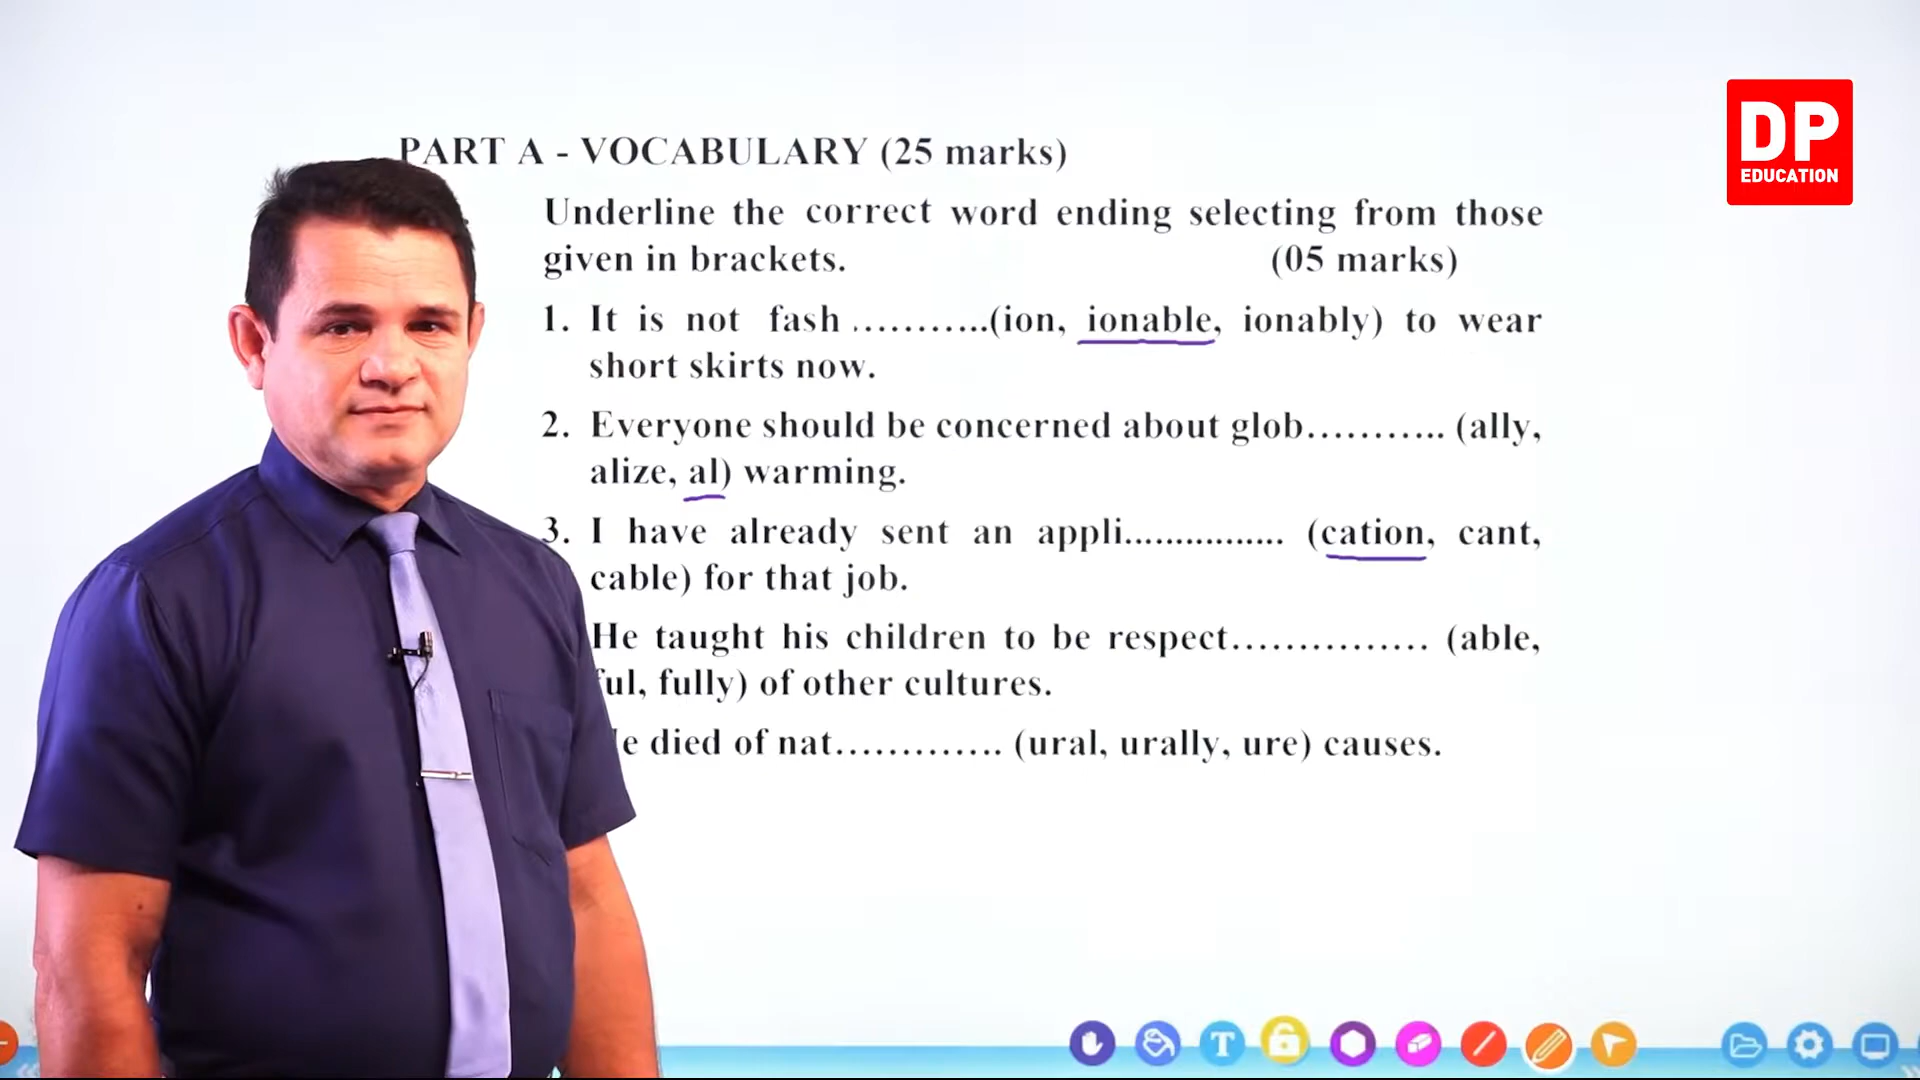 DP
EDUCATION
PART A - VOCABULARY (25 marks)
Underline the correct word ending selecting from those
given in brackets. (05 marks)
1. It is not fash ………..(ion, ionable, ionably) to wear
short skirts now.
2. Everyone should be concerned about glob……….. (ally,
alize, al) warming.
3. I have already sent an appli............... (cation, cant,
cable) for that job.
He taught his children to be respect…………… (able,
ful, fully) of other cultures.
died of nat…………. (ural, urally, ure) causes.
T